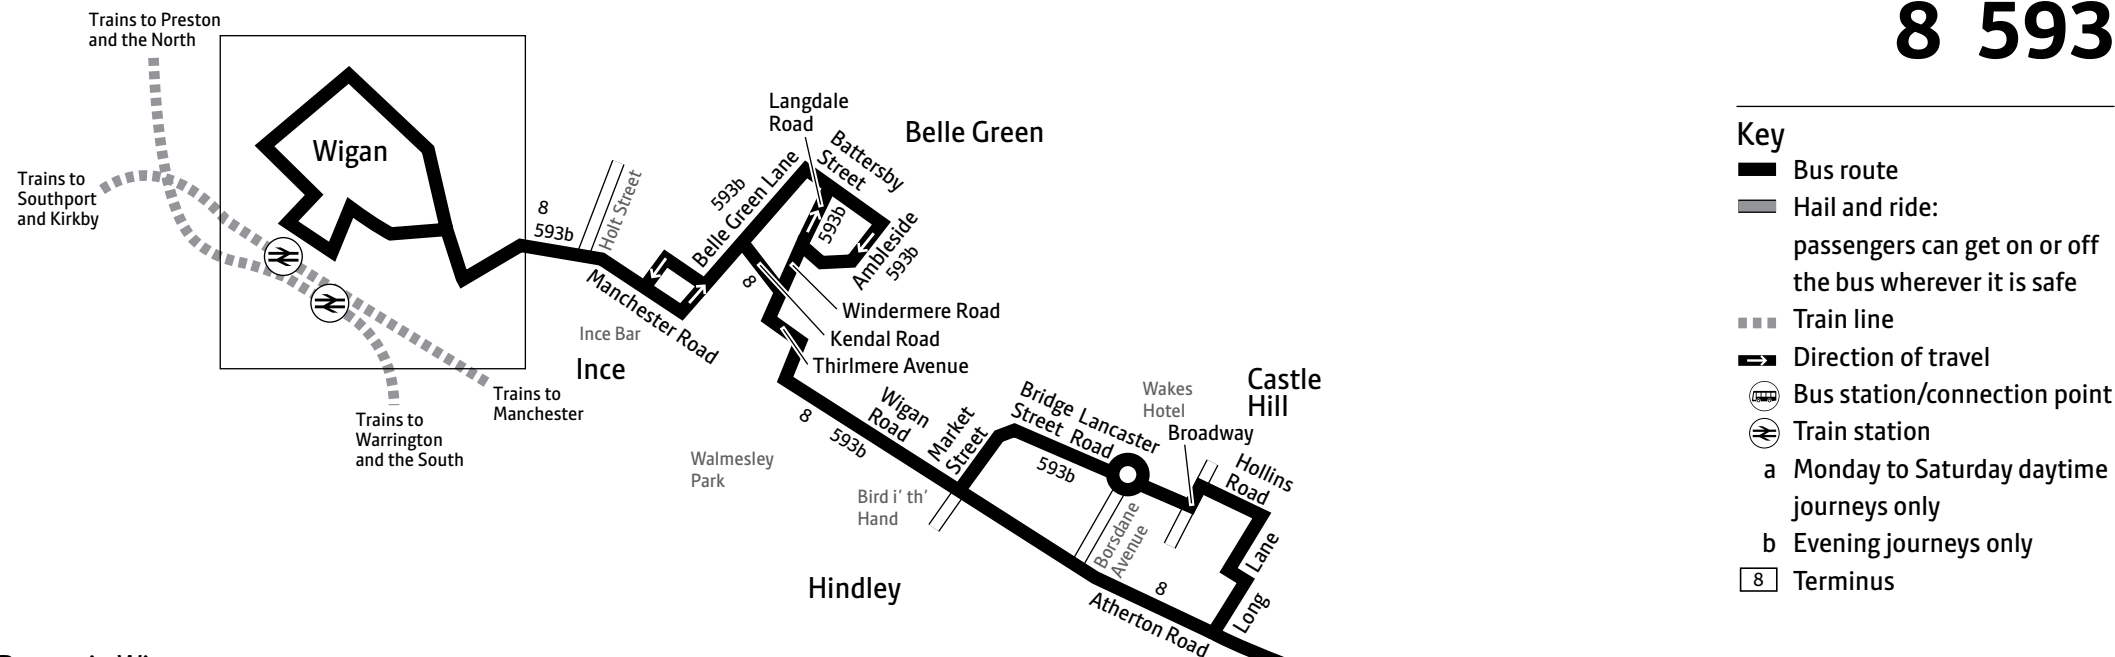 Trains to Preston
and the North
8 593
Trains to
Southport
and Kirkby
Wigan
8
593b
Holt Street
Manchester Road
Ince Bar
Ince
593b
Belle Green Lane
Langdale
Road
Battersby
Street
Belle Green
593b
Ambleside
593b
8
Windermere Road
Kendal Road
Thirlmere Avenue
Trains to
Manchester
Trains to
Warrington
and the South
8
593b
Wigan
Road
Market
Street
Walmesley
Park
Bird i’ th’
Hand
Hindley
Bridge
Street
Lancaster
Road
593b
Wakes
Hotel
Broadway
Castle
Hill
Hollins
Road
Borsdane
Avenue
Lane
Long
8
Atherton Road
Key
Bus route
Hail and ride:
passengers can get on or off
the bus wherever it is safe
Train line
Direction of travel
Bus station/connection point
Train station
a Monday to Saturday daytime
journeys only
b Evening journeys only
8 Terminus